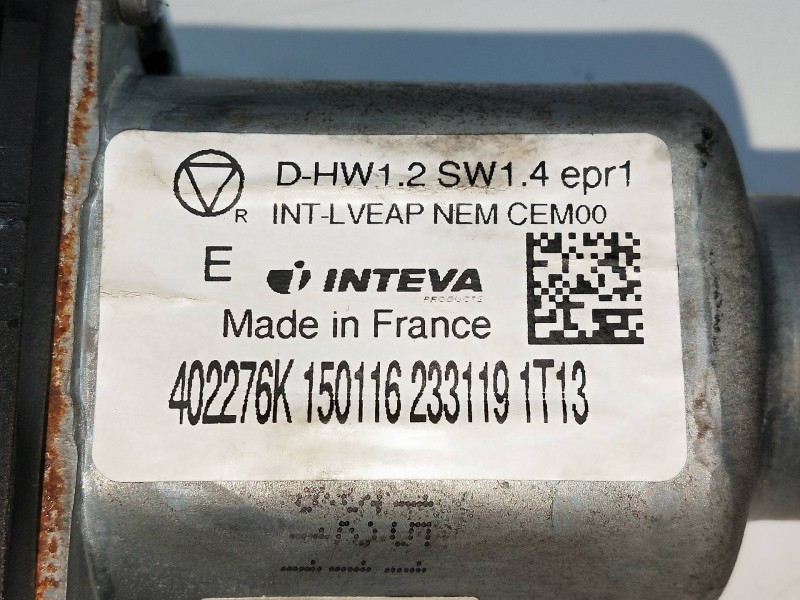 D-HW1.2 SW1.4 epr1
R
INT-LVEAP NEM CEM00
E INTEVA
PRODUCTS
Made in France
402276K 150116 233119 1T13